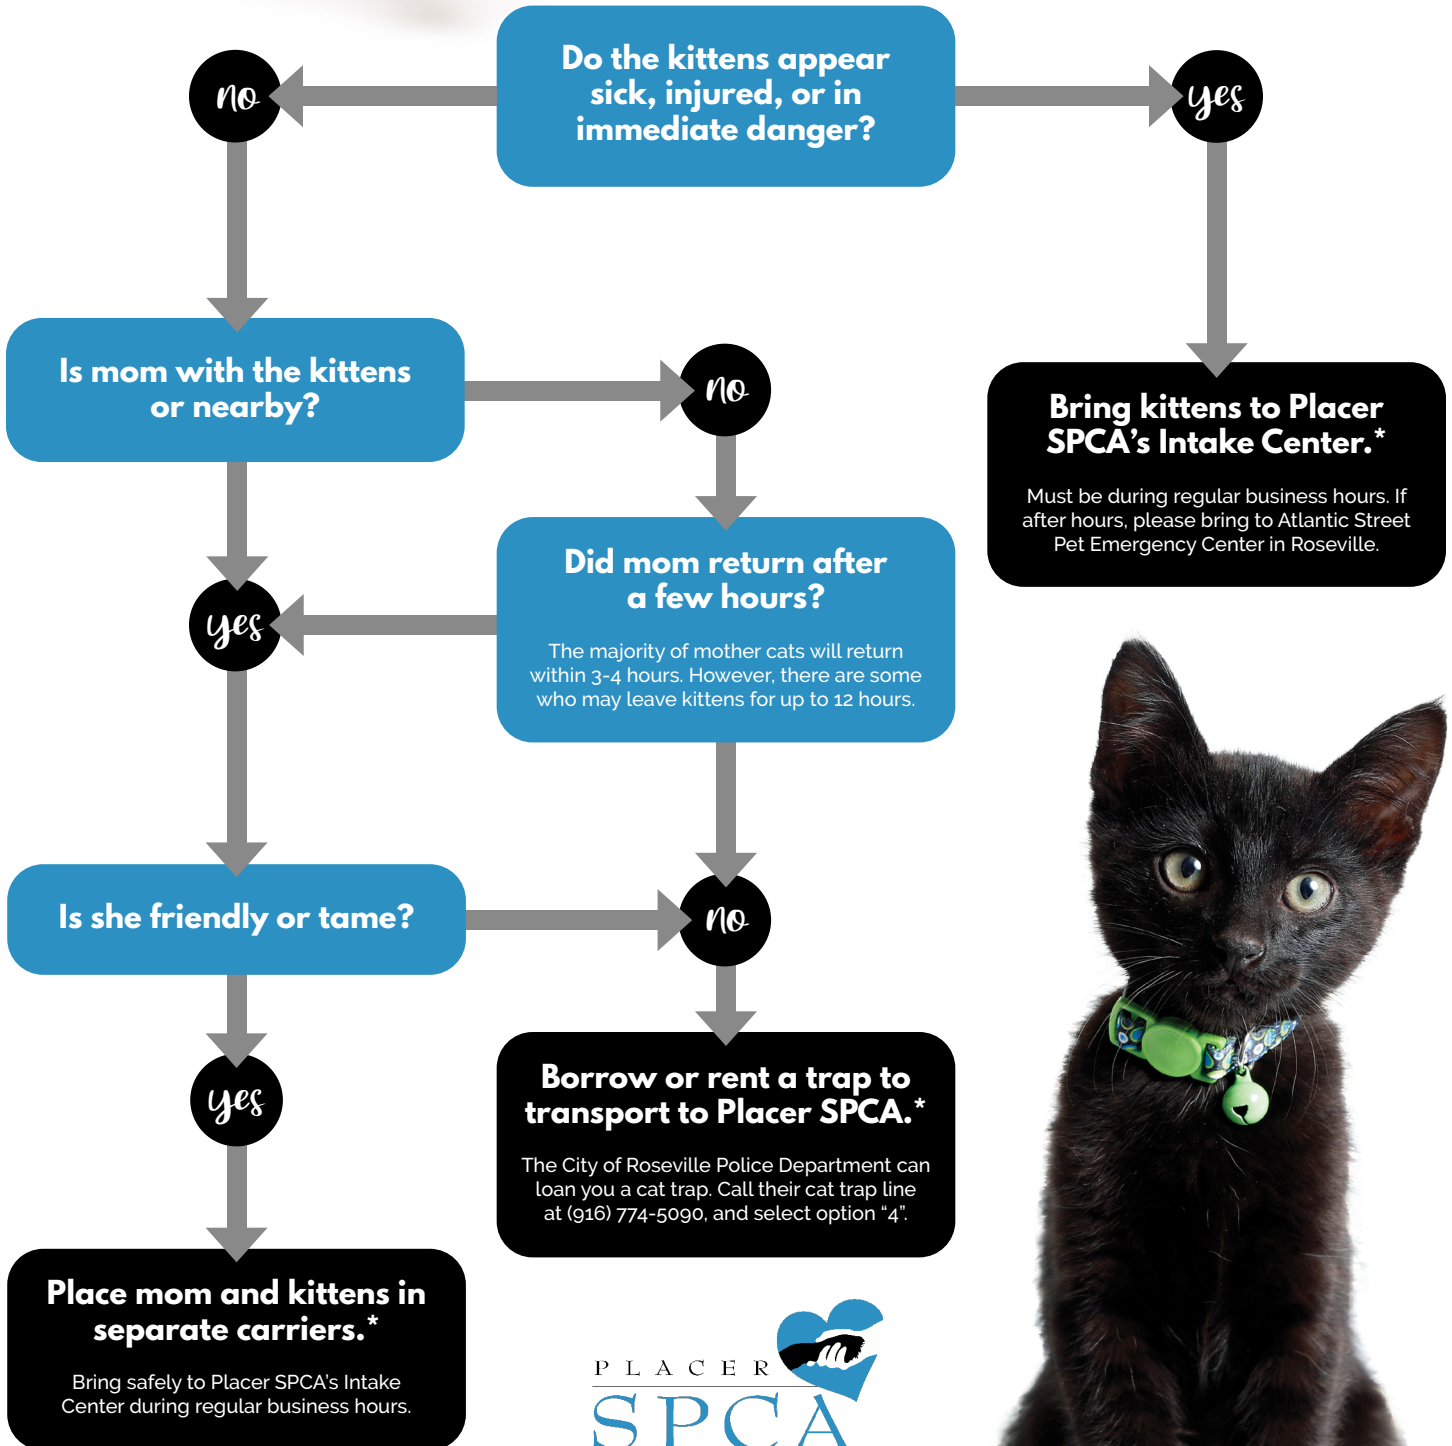 Do the kittens appear
sick, injured, or in
immediate danger?
no
yes
Is mom with the kittens
or nearby?
no
Bring kittens to Placer
SPCA’s Intake Center.*
Must be during regular business hours. If
after hours, please bring to Atlantic Street
Pet Emergency Center in Roseville.
Did mom return after
a few hours?
The majority of mother cats will return
within 3-4 hours. However, there are some
who may leave kittens for up to 12 hours.
yes
Is she friendly or tame?
no
yes
Borrow or rent a trap to
transport to Placer SPCA.*
The City of Roseville Police Department can
loan you a cat trap. Call their cat trap line
at (916) 774-5090, and select option “4”.
Place mom and kittens in
separate carriers.*
Bring safely to Placer SPCA’s Intake
Center during regular business hours.
PLACER
SPCA